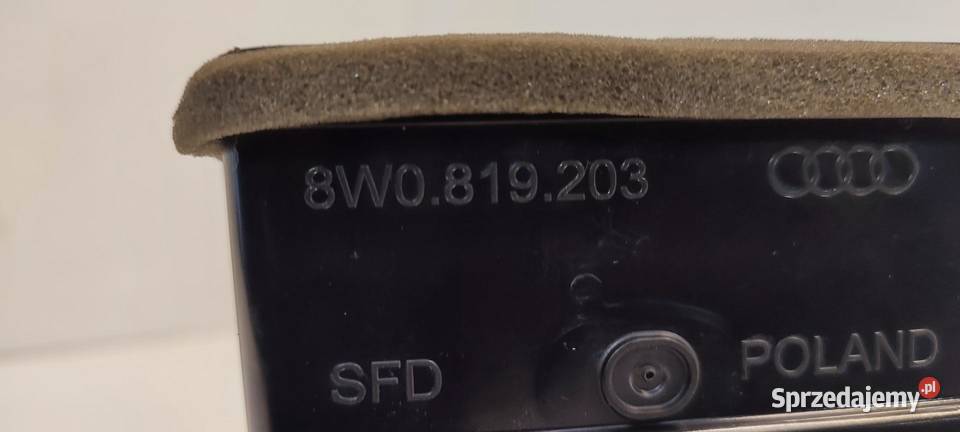 8W0.819.203
SFD
POLAND
Sprzedajemy.pl